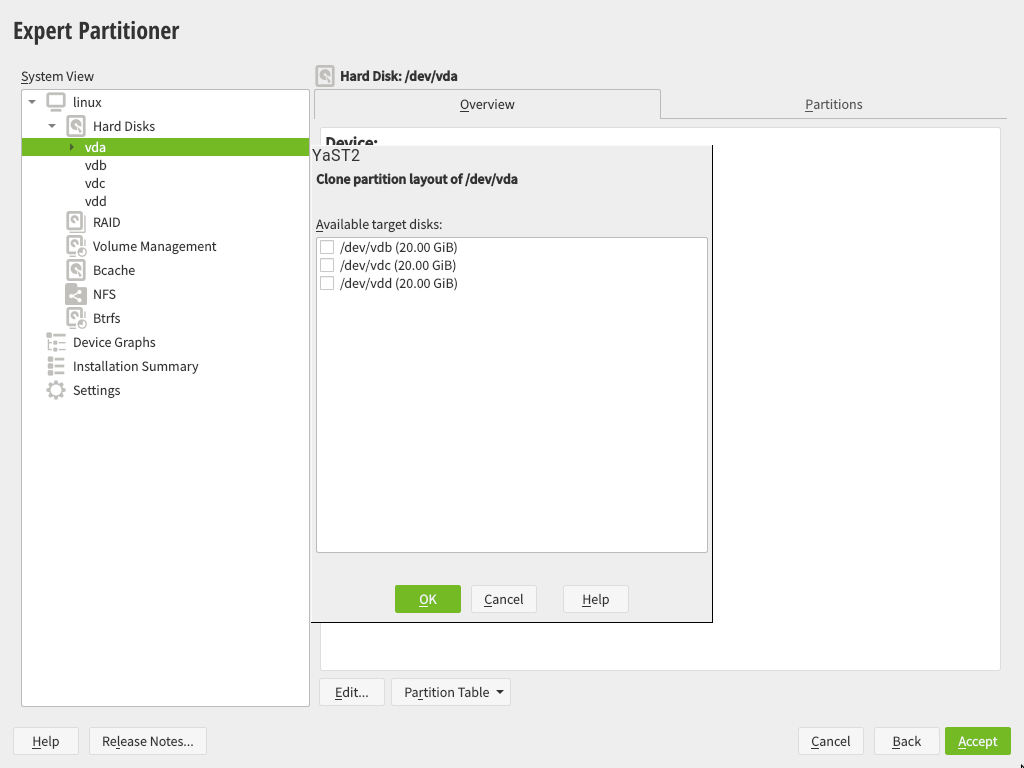 Expert Partitioner
System View
linux
Hard Disks
vda
vdb
vdc
vdd
RAID
Volume Management
Bcache
NFS
Btrfs
Device Graphs
Installation Summary
Settings
Hard Disk: /dev/vda
Overview
Partitions
Device:
YaST2
Clone partition layout of /dev/vda
Available target disks:
/dev/vdb (20.00 GiB)
/dev/vdc (20.00 GiB)
/dev/vdd (20.00 GiB)
OK
Cancel
Help
Edit...
Partition Table
Help
Release Notes...
Cancel
Back
Accept